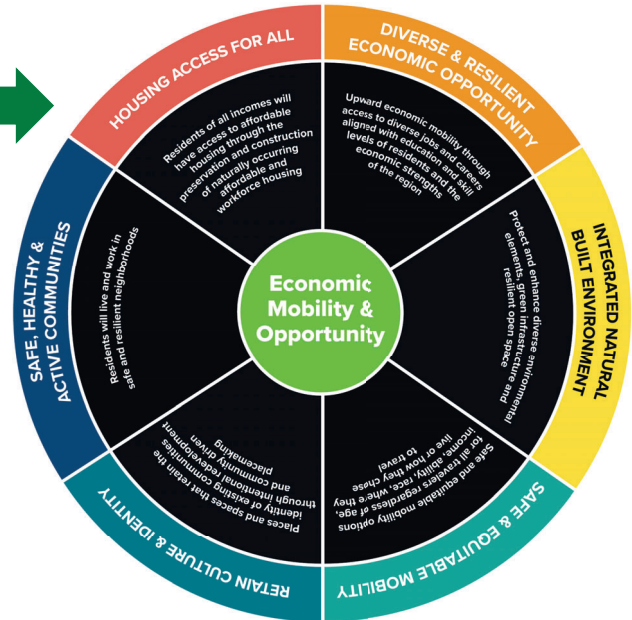 HOUSING ACCESS FOR ALL
Residents of all incomes will
have access to affordable
housing through the
preservation and construction
of naturally occurring
affordable and
workforce housing
DIVERSE & RESILIENT
ECONOMIC OPPORTUNITY
Upward economic mobility through
access to diverse jobs and careers
aligned with education and skill
levels of residents and the
economic strengths
of the region
INTEGRATED NATURAL
BUILT ENVIRONMENT
Protect and enhance diverse environmental
elements, green infrastructure and
resilient open space
SAFE & EQUITABLE MOBILITY
Safe and equitable mobility options
for all travelers regardless of age,
income, ability, race, where they
live or how they chose
to travel
RETAIN CULTURE & IDENTITY
Places and spaces that retain the
identity of existing communities
through intentional redevelopment
and community driven
placemaking
SAFE, HEALTHY &
ACTIVE COMMUNITIES
Residents will live and work in
safe and resilient neighborhoods
Economic
Mobility &
Opportunity